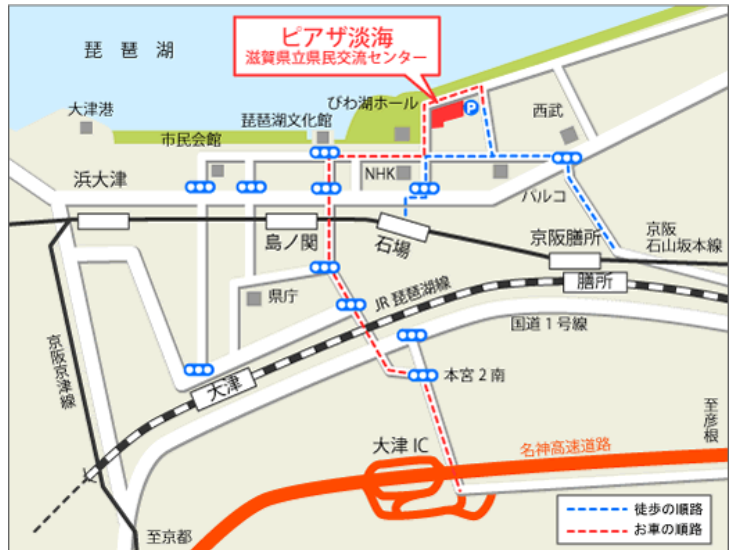 ピアザ淡海
滋賀県立県民交流センター
琵琶湖
大津港
琵琶湖文化館
びわ湖ホール
P
西武
市民会館
浜大津
NHK
パルコ
島ノ関
石場
京阪膳所
京阪
石山坂本線
県庁
JR琵琶湖線
膳所
国道1号線
京阪京津線
大津
本宮2南
至彦根
大津IC
名神高速道路
至京都
徒歩の順路
お車の順路